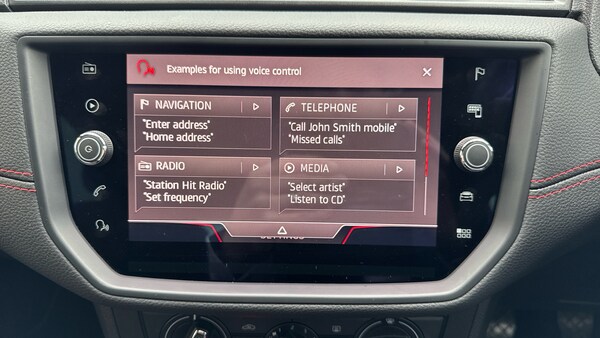 Examples for using voice control
NAVIGATION
"Enter address"
"Home address"
TELEPHONE
"Call John Smith mobile"
"Missed calls"
RADIO
"Station Hit Radio"
"Set frequency"
MEDIA
"Select artist"
"Listen to CD"
SETTINGS